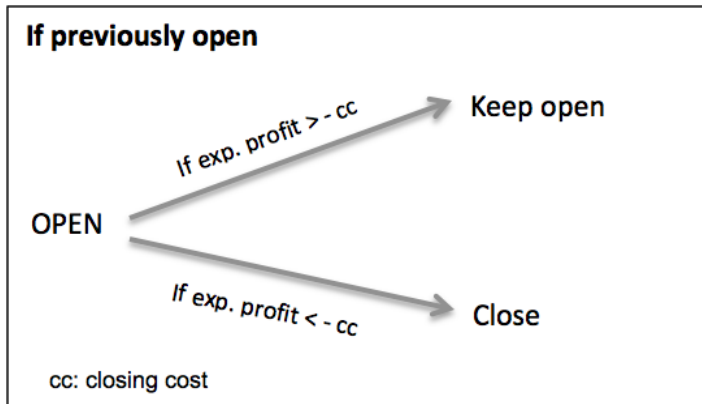 If previously open
If exp. profit > - cc
Keep open
OPEN
If exp. profit < - cc
Close
cc: closing cost